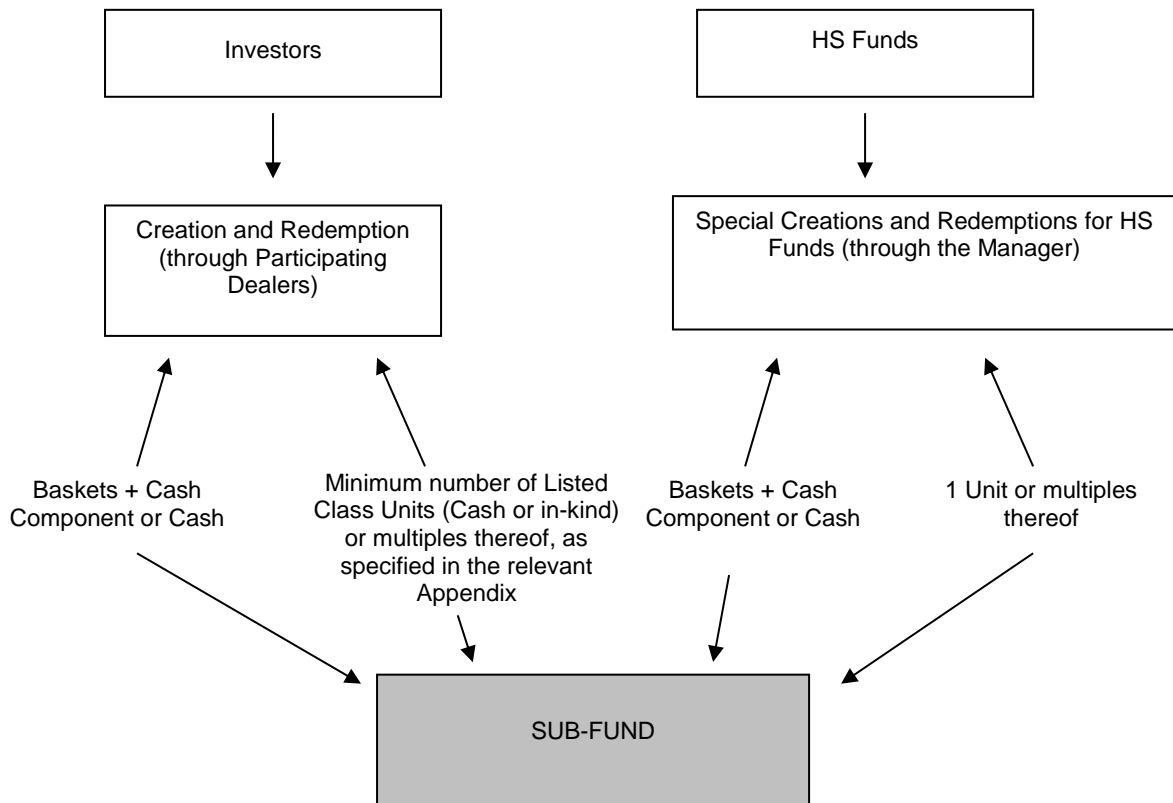 Investors
HS Funds
Creation and Redemption
(through Participating
Dealers)
Special Creations and Redemptions for HS
Funds (through the Manager)
Baskets + Cash
Component or Cash
Minimum number of Listed
Class Units (Cash or in-kind)
or multiples thereof, as
specified in the relevant
Appendix
Baskets + Cash
Component or Cash
1 Unit or multiples
thereof
SUB-FUND